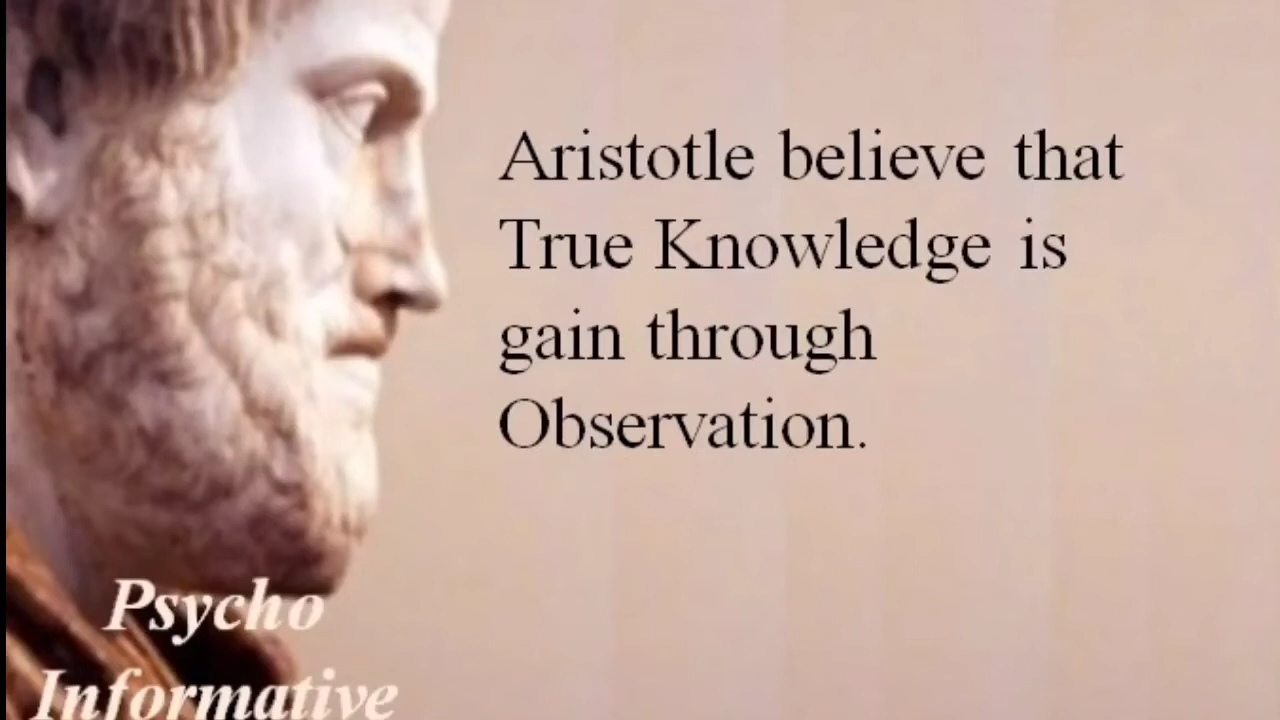 Aristotle believe that
True Knowledge is
gain through
Observation.
Psycho
Informative